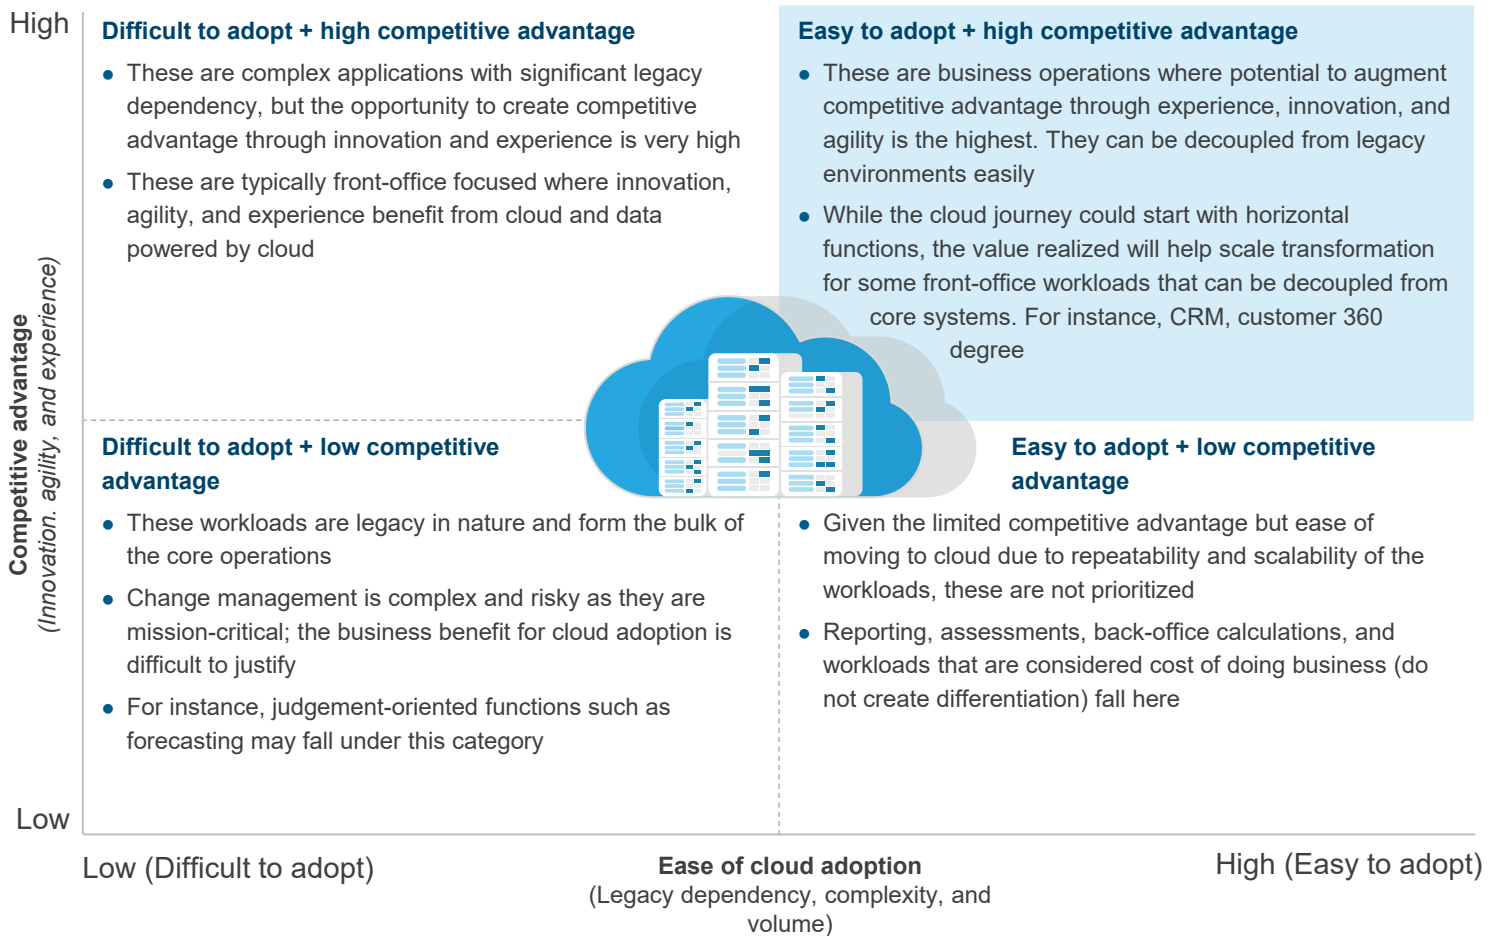 High
Difficult to adopt + high competitive advantage
● These are complex applications with significant legacy
dependency, but the opportunity to create competitive
advantage through innovation and experience is very high
● These are typically front-office focused where innovation,
agility, and experience benefit from cloud and data
powered by cloud
Easy to adopt + high competitive advantage
● These are business operations where potential to augment
competitive advantage through experience, innovation, and
agility is the highest. They can be decoupled from legacy
environments easily
● While the cloud journey could start with horizontal
functions, the value realized will help scale transformation
for some front-office workloads that can be decoupled from
core systems. For instance, CRM, customer 360
degree
Competitive advantage
(Innovation. agility, and experience)
Difficult to adopt + low competitive
advantage
● These workloads are legacy in nature and form the bulk of
the core operations
● Change management is complex and risky as they are
mission-critical; the business benefit for cloud adoption is
difficult to justify
● For instance, judgement-oriented functions such as
forecasting may fall under this category
Easy to adopt + low competitive
advantage
● Given the limited competitive advantage but ease of
moving to cloud due to repeatability and scalability of the
workloads, these are not prioritized
● Reporting, assessments, back-office calculations, and
workloads that are considered cost of doing business (do
not create differentiation) fall here
Low
Low (Difficult to adopt)
Ease of cloud adoption
(Legacy dependency, complexity, and
volume)
High (Easy to adopt)